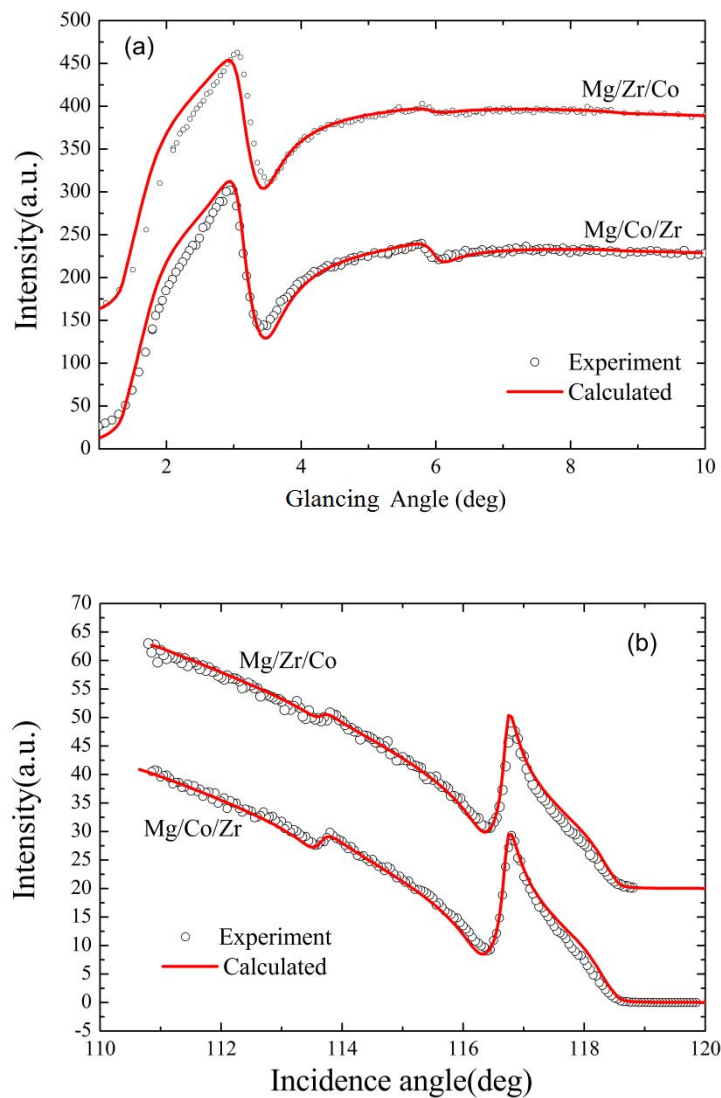 (a)
500
450
400
350
300
250
200
150
100
50
0
Intensity(a.u.)
Mg/Zr/Co
Mg/Co/Zr
Experiment
Calculated
2 4 6 8 10
Glancing Angle (deg)
(b)
70
65
60
55
50
45
40
35
30
25
20
15
10
5
0
-5
Intensity(a.u.)
Mg/Zr/Co
Mg/Co/Zr
Experiment
Calculated
110 112 114 116 118 120
Incidence angle(deg)